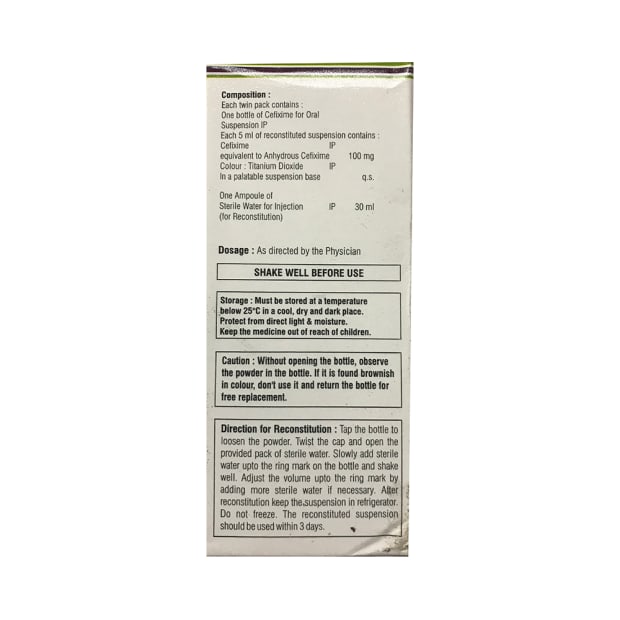 Composition :
Each twin pack contains :
One bottle of Cefixime for Oral
Suspension IP
Each 5 ml of reconstituted suspension contains :
Cefixime IP
equivalent to Anhydrous Cefixime 100 mg
Colour : Titanium Dioxide IP
In a palatable suspension base q.s.
One Ampoule of
Sterile Water for Injection IP 30 ml
(for Reconstitution)
Dosage : As directed by the Physician
SHAKE WELL BEFORE USE
Storage : Must be stored at a temperature
below 25°C in a cool, dry and dark place.
Protect from direct light & moisture.
Keep the medicine out of reach of children.
Caution : Without opening the bottle, observe
the powder in the bottle. If it is found brownish
in colour, don't use it and return the bottle for
free replacement.
Direction for Reconstitution : Tap the bottle to
loosen the powder. Twist the cap and open the
provided pack of sterile water. Slowly add sterile
water upto the ring mark on the bottle and shake
well. Adjust the volume upto the ring mark by
adding more sterile water if necessary. After
reconstitution keep the suspension in refrigerator.
Do not freeze. The reconstituted suspension
should be used within 3 days.